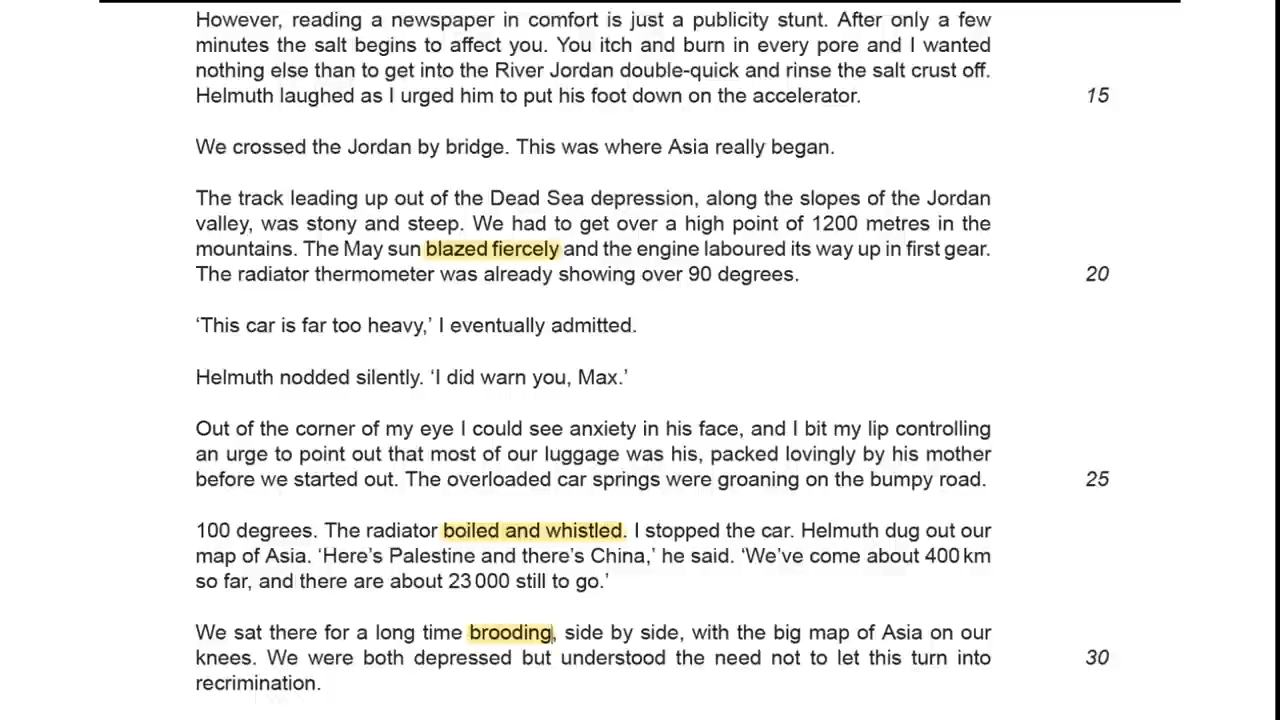 However, reading a newspaper in comfort is just a publicity stunt. After only a few
minutes the salt begins to affect you. You itch and burn in every pore and I wanted
nothing else than to get into the River Jordan double-quick and rinse the salt crust off.
Helmuth laughed as I urged him to put his foot down on the accelerator. 15
We crossed the Jordan by bridge. This was where Asia really began.
The track leading up out of the Dead Sea depression, along the slopes of the Jordan
valley, was stony and steep. We had to get over a high point of 1200 metres in the
mountains. The May sun blazed fiercely and the engine laboured its way up in first gear.
The radiator thermometer was already showing over 90 degrees. 20
‘This car is far too heavy,’ I eventually admitted.
Helmuth nodded silently. ‘I did warn you, Max.’
Out of the corner of my eye I could see anxiety in his face, and I bit my lip controlling
an urge to point out that most of our luggage was his, packed lovingly by his mother
before we started out. The overloaded car springs were groaning on the bumpy road. 25
100 degrees. The radiator boiled and whistled. I stopped the car. Helmuth dug out our
map of Asia. ‘Here’s Palestine and there’s China,’ he said. ‘We’ve come about 400 km
so far, and there are about 23 000 still to go.’
We sat there for a long time brooding, side by side, with the big map of Asia on our
knees. We were both depressed but understood the need not to let this turn into 30
recrimination.